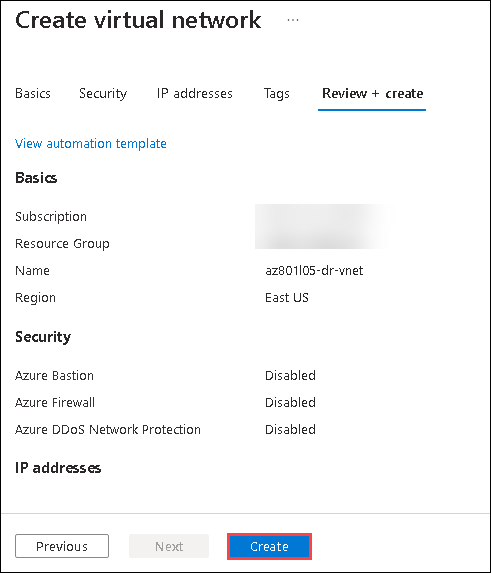 Create virtual network ...
Basics Security IP addresses Tags Review + create
View automation template
Basics
Subscription
Resource Group
Name az801l05-dr-vnet
Region East US
Security
Azure Bastion Disabled
Azure Firewall Disabled
Azure DDoS Network Protection Disabled
IP addresses
Previous Next Create